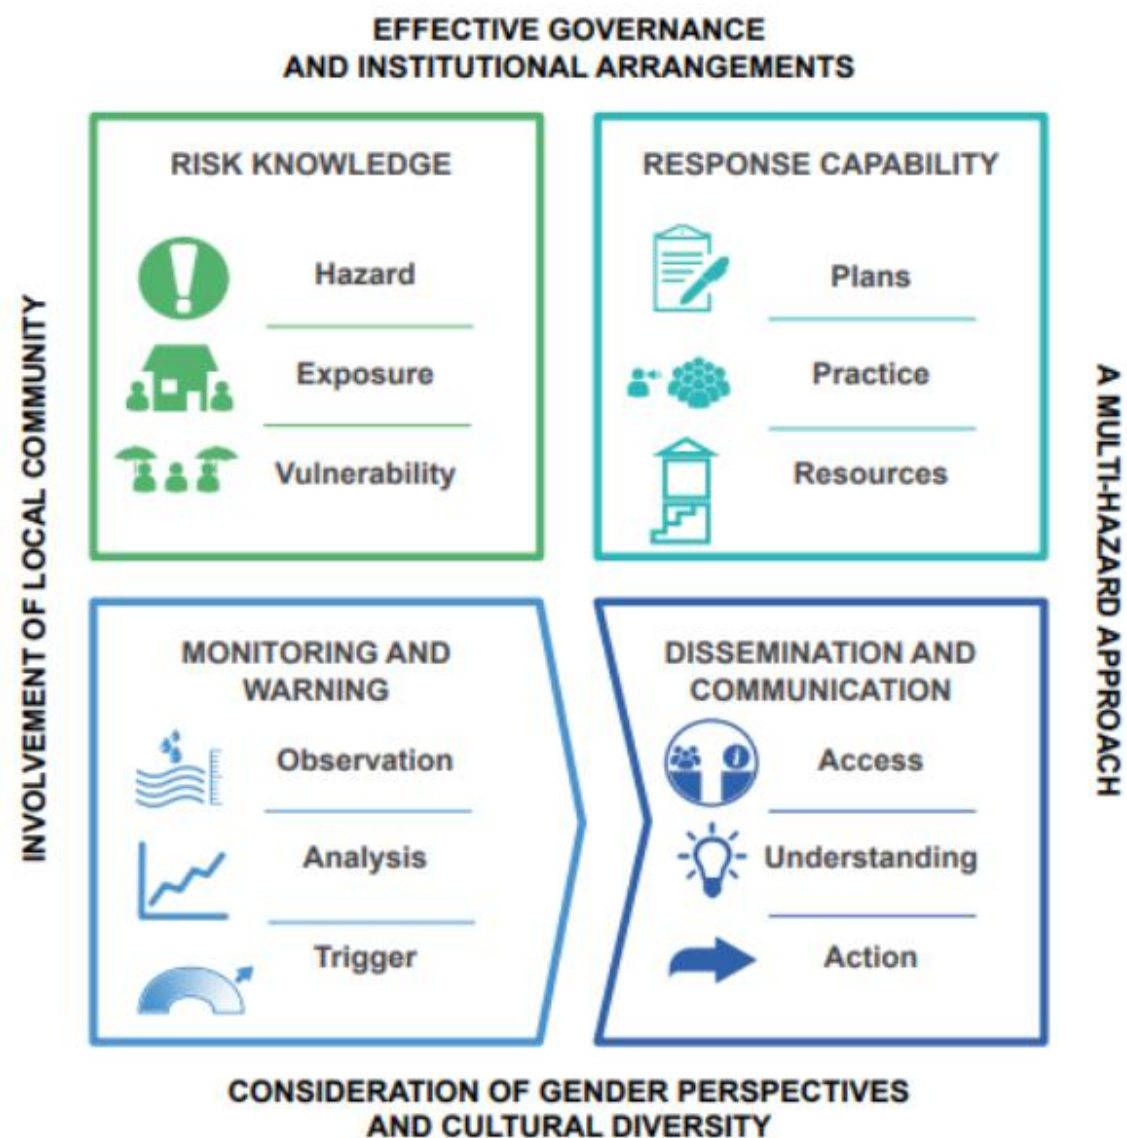 EFFECTIVE GOVERNANCE
AND INSTITUTIONAL ARRANGEMENTS
INVOLVEMENT OF LOCAL COMMUNITY
RISK KNOWLEDGE
Hazard
Exposure
Vulnerability
RESPONSE CAPABILITY
Plans
Practice
Resources
MONITORING AND
WARNING
Observation
Analysis
Trigger
DISSEMINATION AND
COMMUNICATION
Access
Understanding
Action
A MULTI-HAZARD APPROACH
CONSIDERATION OF GENDER PERSPECTIVES
AND CULTURAL DIVERSITY